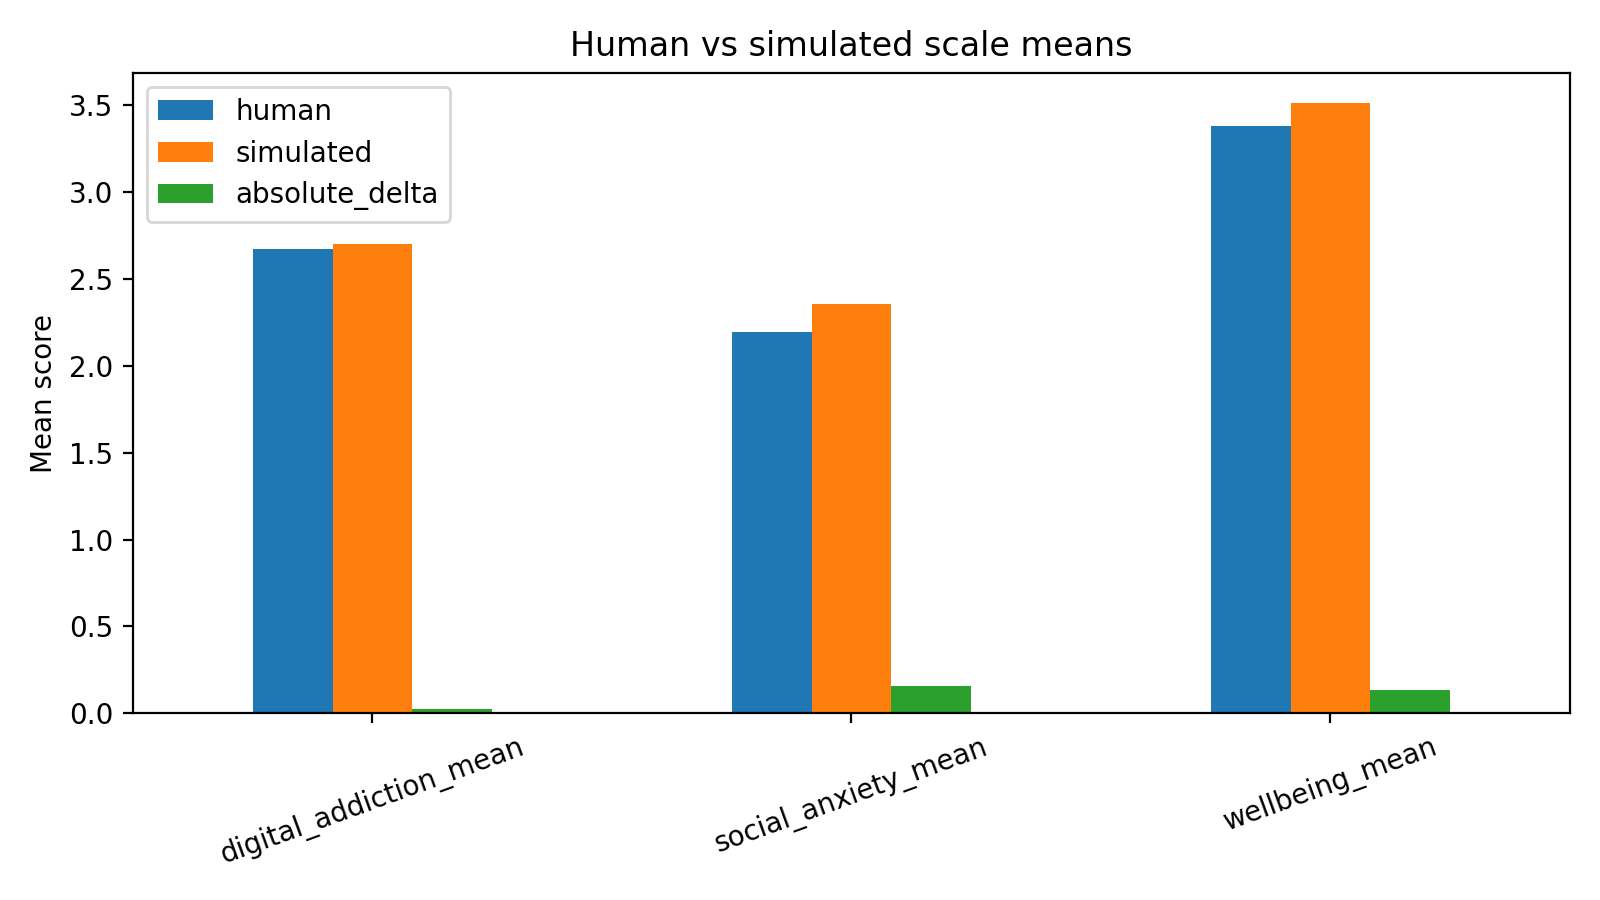 Human vs simulated scale means
human
simulated
absolute_delta
Mean score
3.5
3.0
2.5
2.0
1.5
1.0
0.5
0.0
digital_addiction_mean
social_anxiety_mean
wellbeing_mean